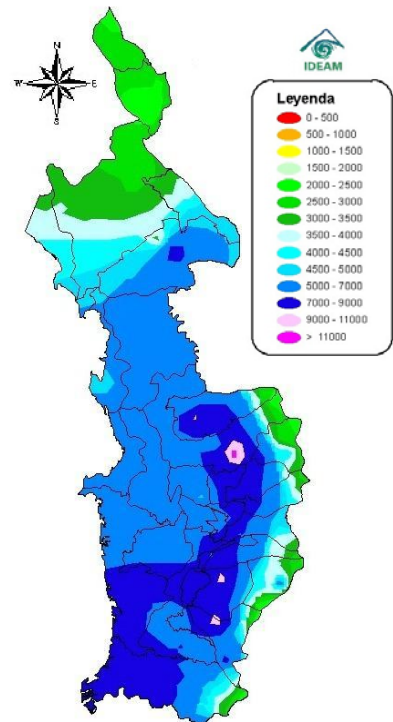 N
W
E
S
IDEAM
Leyenda
0 - 500
500 - 1000
1000 - 1500
1500 - 2000
2000 - 2500
2500 - 3000
3000 - 3500
3500 - 4000
4000 - 4500
4500 - 5000
5000 - 7000
7000 - 9000
9000 - 11000
> 11000